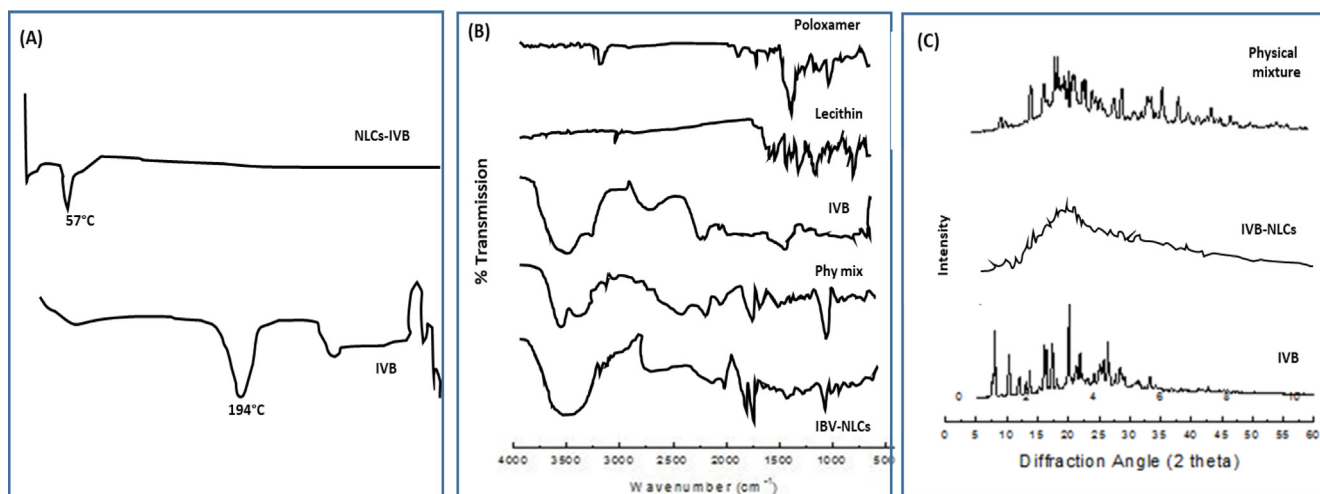 (A)
NLCs-IVB
57°C
IVB
194°C
(B)
Poloxamer
Lecithin
IVB
Phy mix
IBV-NLCs
% Transmission
4000 3500 3000 2500 2000 1500 1000 500
Wavenumber (cm⁻¹)
(C)
Physical
mixture
IVB-NLCs
IVB
Intensity
0 2 4 6 8 10
0 5 10 15 20 25 30 35 40 45 50 55 60
Diffraction Angle (2 theta)